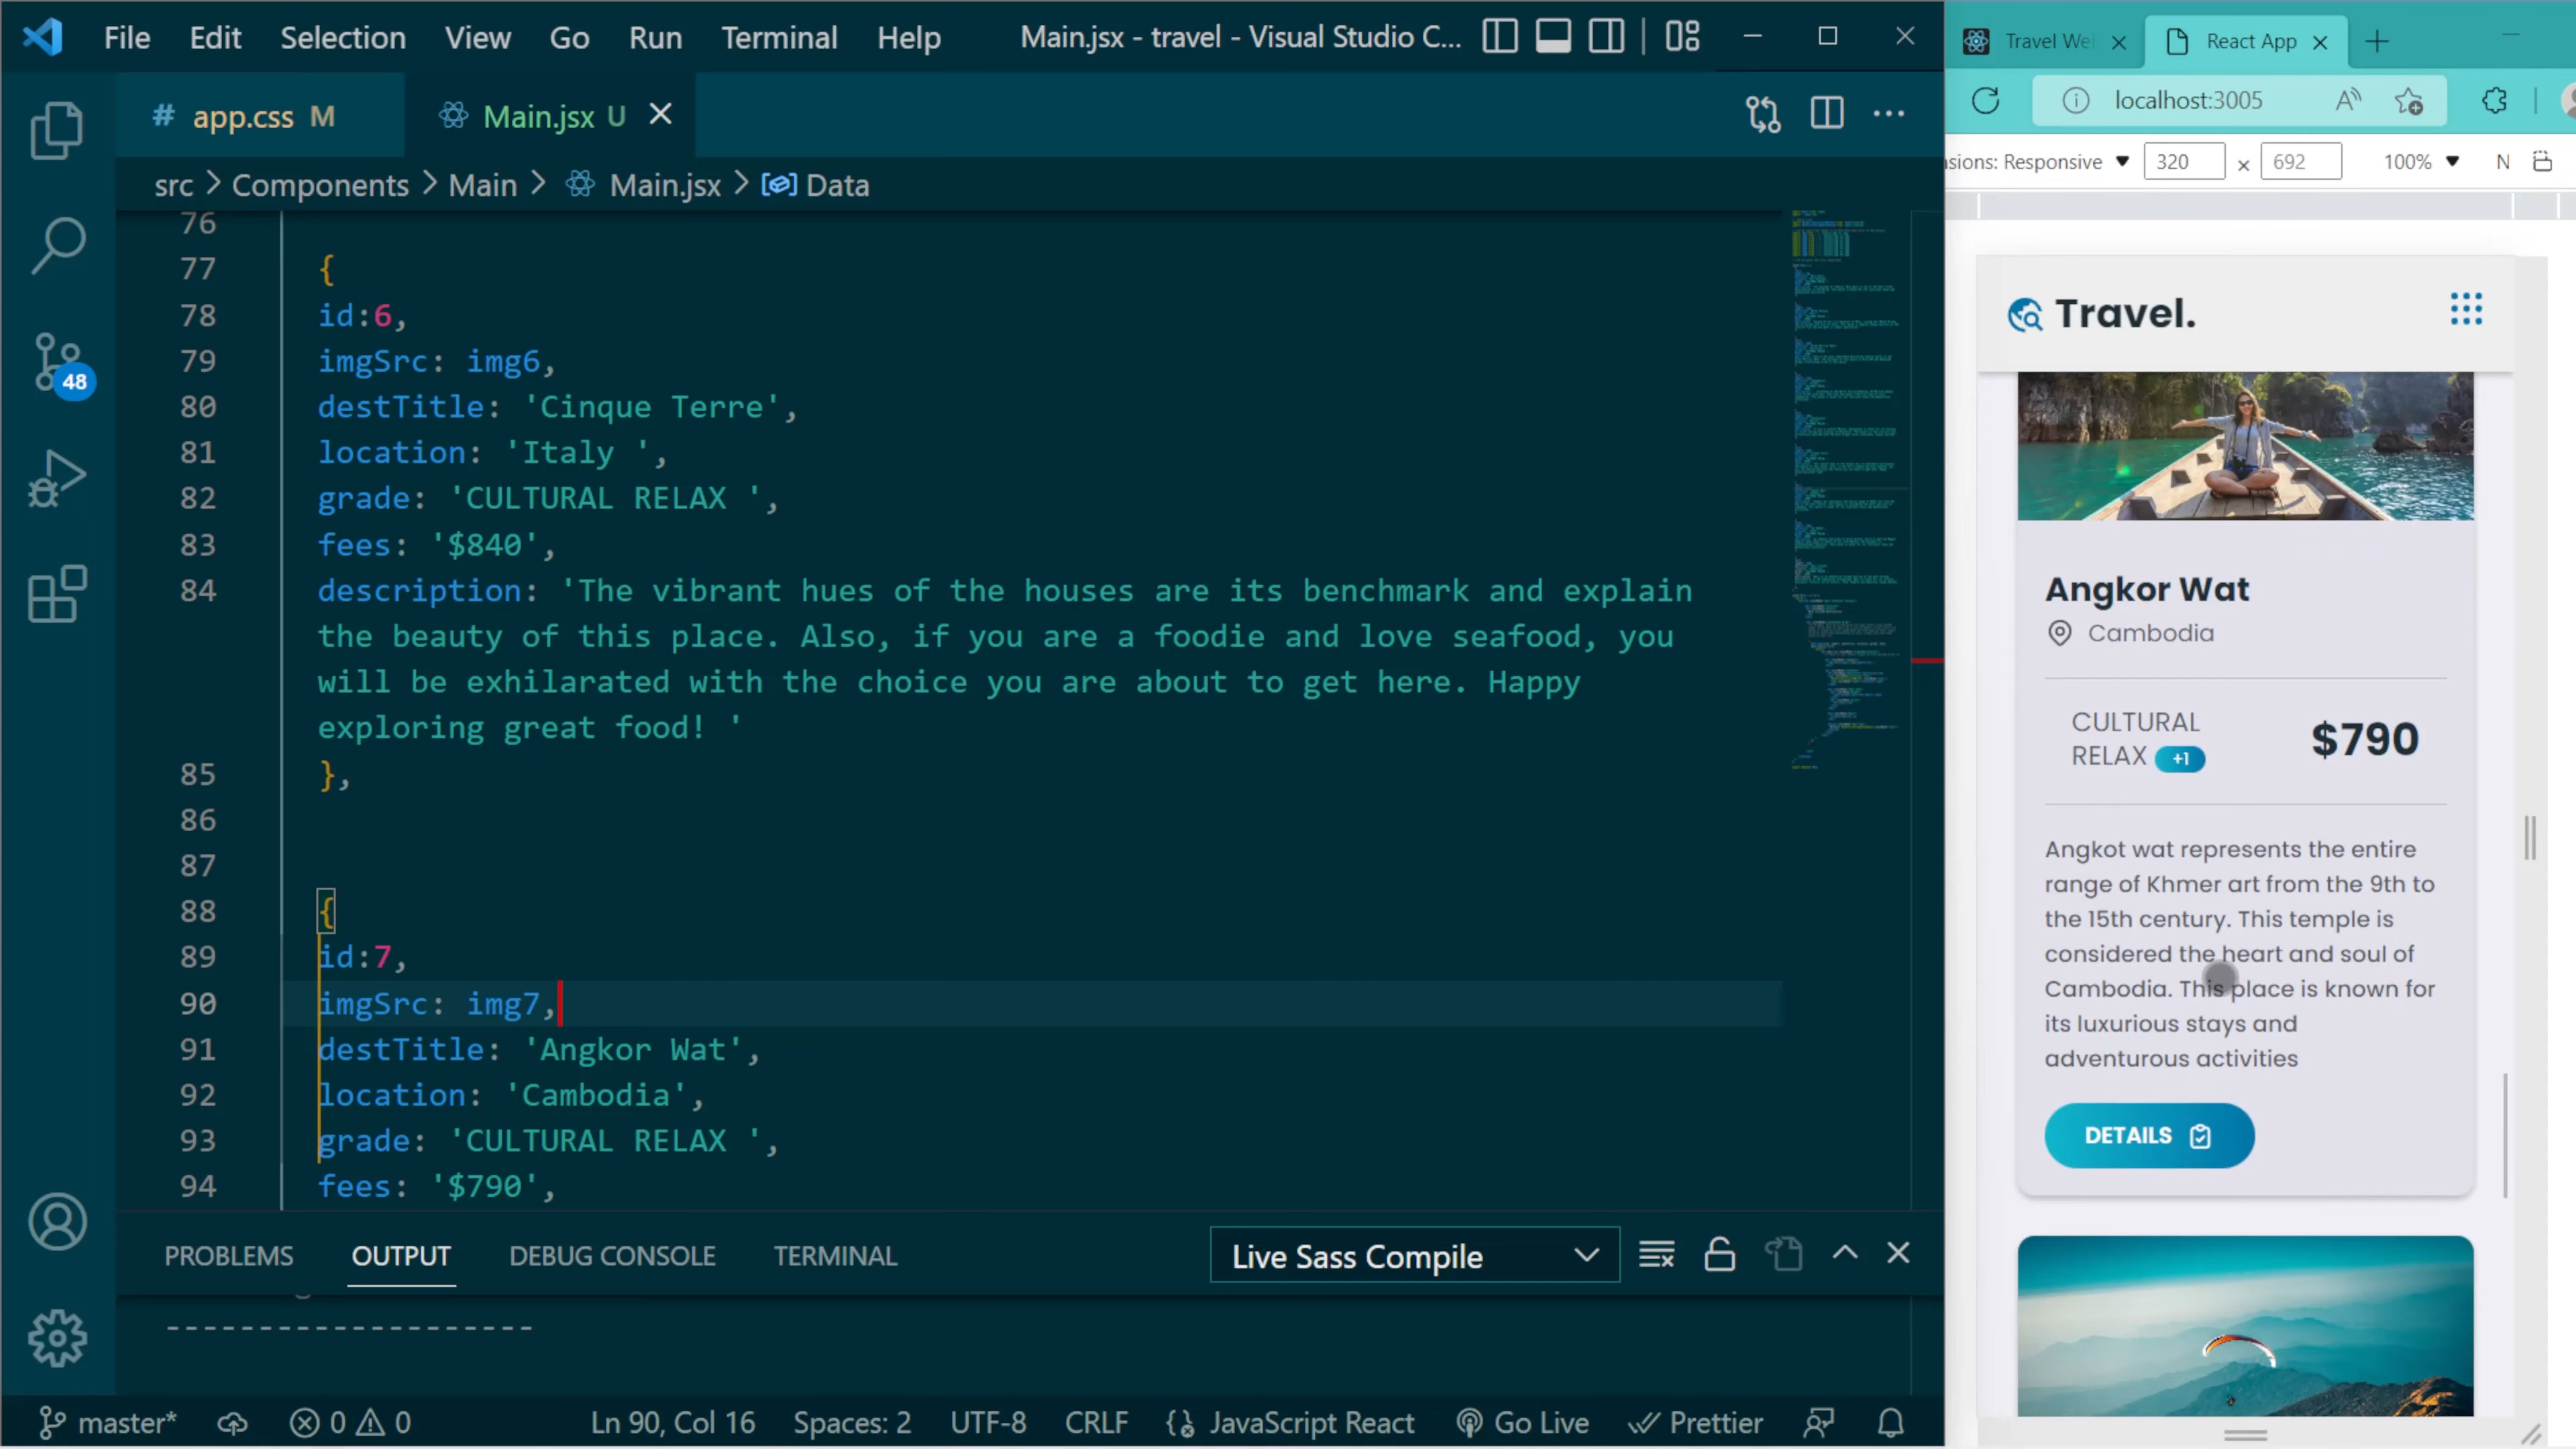 File Edit Selection View Go Run Terminal Help
Main.jsx - travel - Visual Studio C...
# app.css M
Main.jsx U
src > Components > Main > Main.jsx > Data
76
77 {
78 id:6,
79 imgSrc: img6,
80 destTitle: 'Cinque Terre',
81 location: 'Italy ',
82 grade: 'CULTURAL RELAX ',
83 fees: '$840',
84 description: 'The vibrant hues of the houses are its benchmark and explain
the beauty of this place. Also, if you are a foodie and love seafood, you
will be exhilarated with the choice you are about to get here. Happy
exploring great food! '
85 },
86
87
88 {
89 id:7,
90 imgSrc: img7,
91 destTitle: 'Angkor Wat',
92 location: 'Cambodia',
93 grade: 'CULTURAL RELAX ',
94 fees: '$790',
48
PROBLEMS OUTPUT DEBUG CONSOLE TERMINAL
Live Sass Compile
--------------------
master* 0 0
Ln 90, Col 16 Spaces: 2 UTF-8 CRLF JavaScript React Go Live Prettier
Travel We
React App
localhost:3005
sions: Responsive 320 × 692 100% N
Travel.
Angkor Wat
Cambodia
CULTURAL
RELAX +1
$790
Angkot wat represents the entire
range of Khmer art from the 9th to
the 15th century. This temple is
considered the heart and soul of
Cambodia. This place is known for
its luxurious stays and
adventurous activities
DETAILS